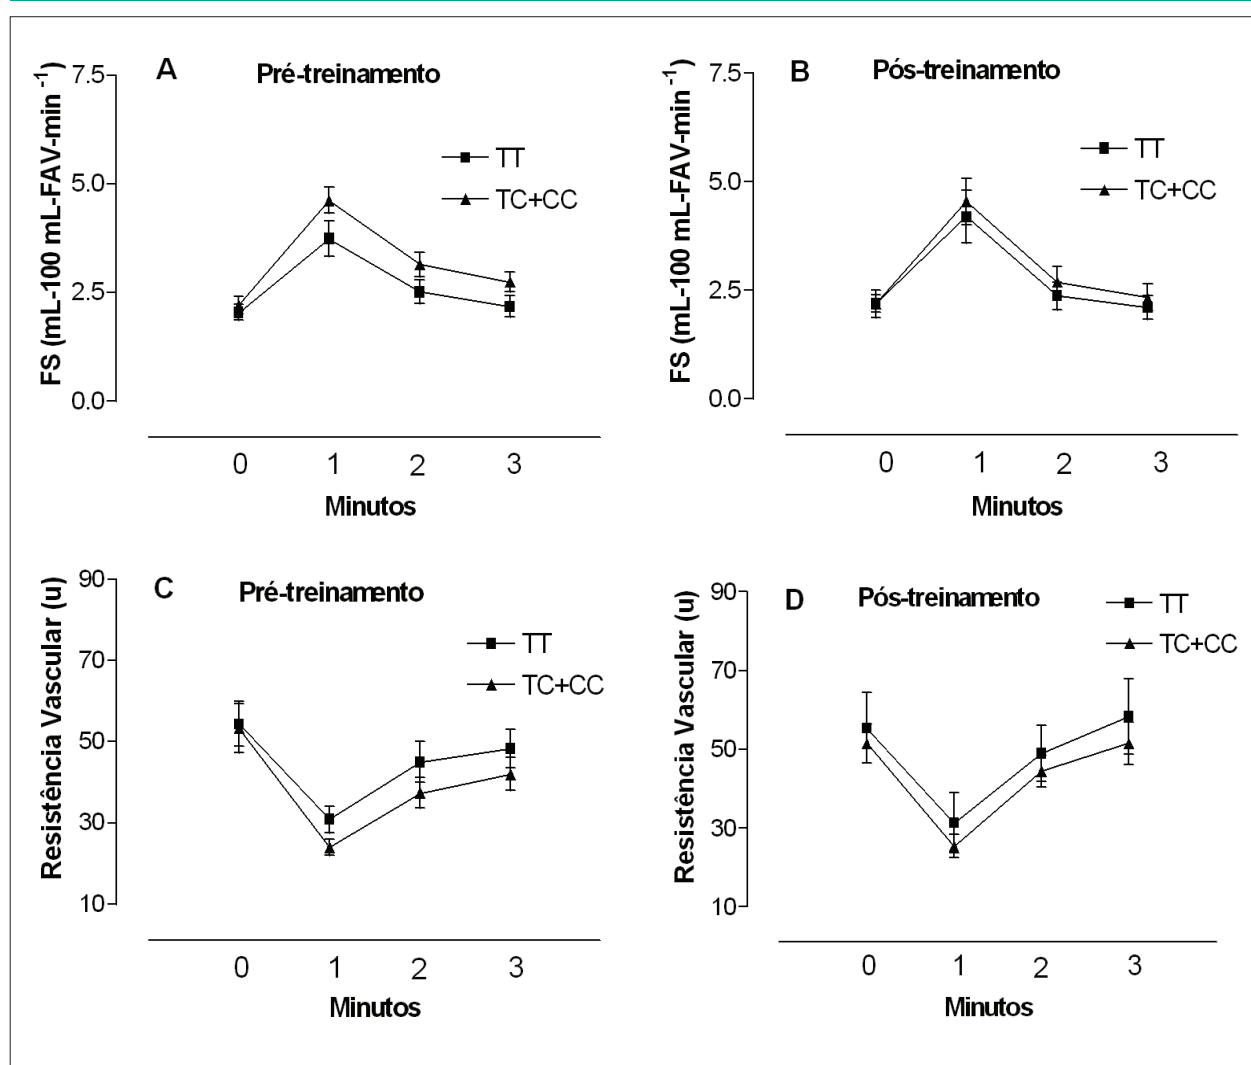 A
Pré-treinamento
FS (mL-100 mL-FAV-min⁻¹)
7.5
5.0
2.5
0.0
TT
TC+CC
0 1 2 3
Minutos
B
Pós-treinamento
FS (mL-100 mL-FAV-min⁻¹)
7.5
5.0
2.5
0.0
TT
TC+CC
0 1 2 3
Minutos
C
Pré-treinamento
Resistência Vascular (u)
90
70
50
30
10
TT
TC+CC
0 1 2 3
Minutos
D
Pós-treinamento
Resistência Vascular (u)
90
70
50
30
10
TT
TC+CC
0 1 2 3
Minutos